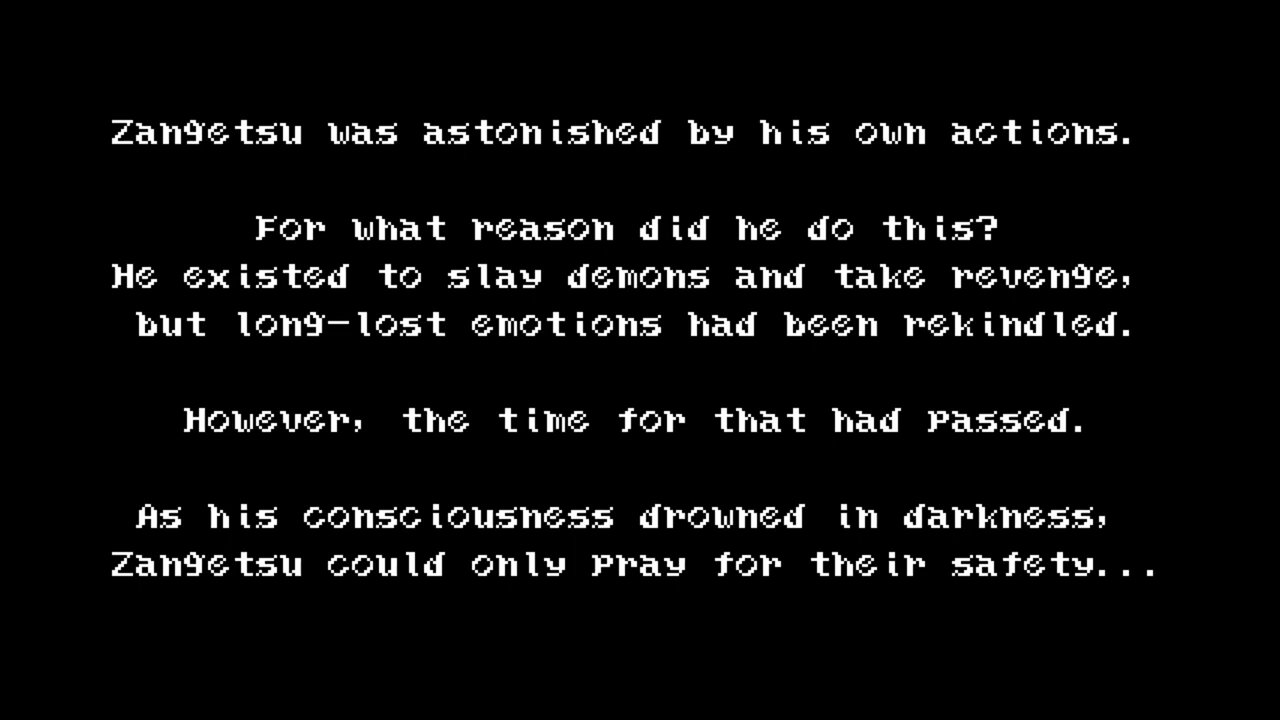 Zangetsu was astonished by his own actions.
For what reason did he do this?
He existed to slay demons and take revenge,
but long-lost emotions had been rekindled.
However, the time for that had passed.
As his consciousness drowned in darkness,
Zangetsu could only pray for their safety...